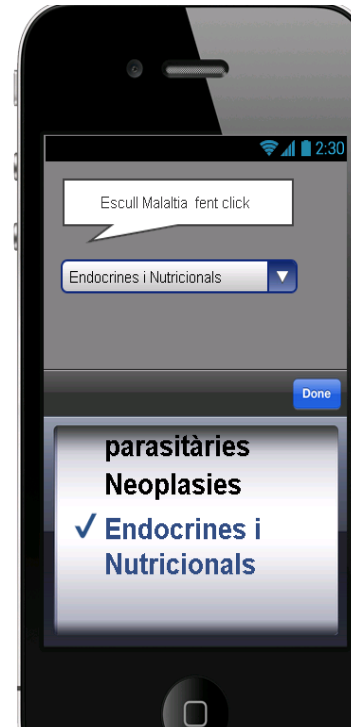 2:30
Escull Malaltia fent click
Endocrines i Nutricionals
Done
parasitàries
Neoplasies
Endocrines i
Nutricionals